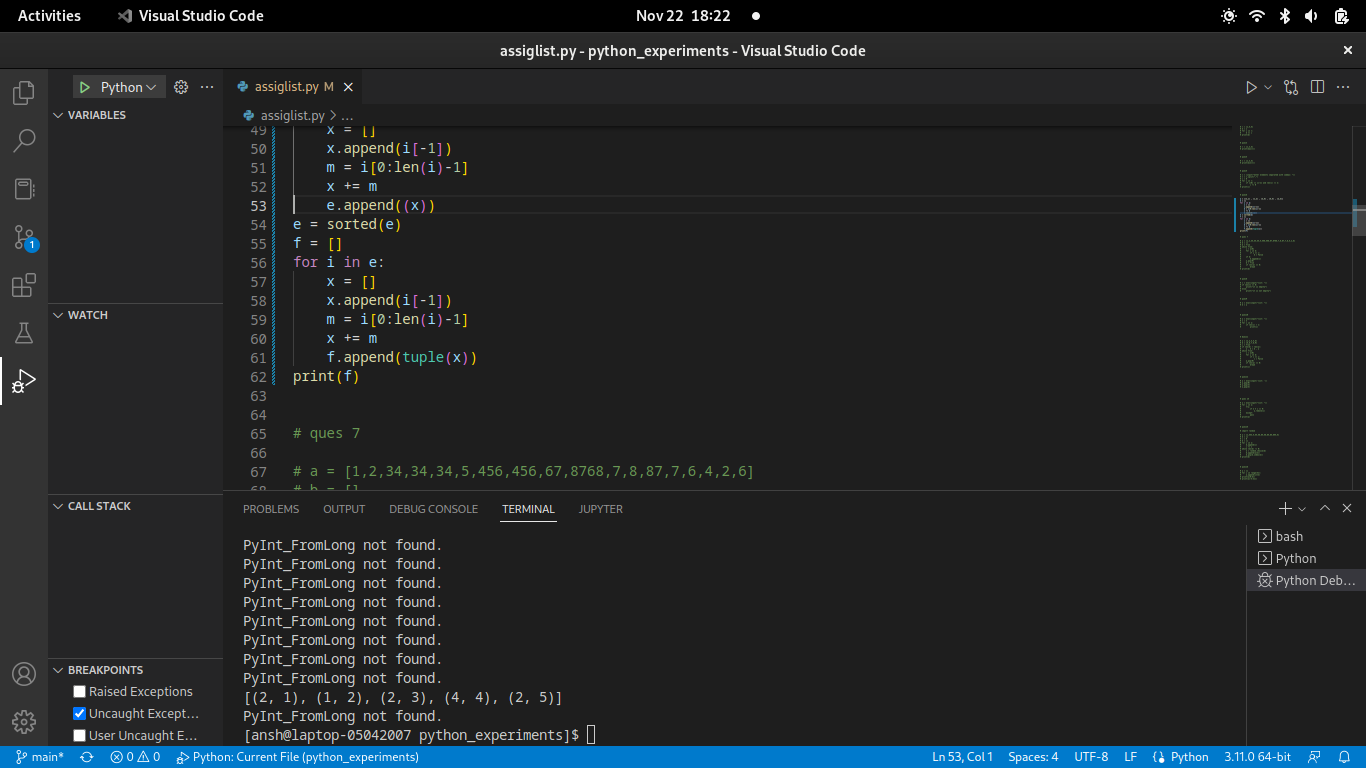 Activities
Visual Studio Code
Nov 22 18:22
assiglist.py - python_experiments - Visual Studio Code
Python
assiglist.py M
VARIABLES
assiglist.py > ...
49 x = []
50 x.append(i[-1])
51 m = i[0:len(i)-1]
52 x += m
53 e.append((x))
54 e = sorted(e)
55 f = []
56 for i in e:
57 x = []
58 x.append(i[-1])
59 m = i[0:len(i)-1]
60 x += m
61 f.append(tuple(x))
62 print(f)
63
64
65 # ques 7
66
67 # a = [1,2,34,34,34,5,456,456,67,8768,7,8,87,7,6,4,2,6]
68 # b = []
1
WATCH
CALL STACK
BREAKPOINTS
Raised Exceptions
Uncaught Except...
User Uncaught E...
PROBLEMS
OUTPUT
DEBUG CONSOLE
TERMINAL
JUPYTER
PyInt_FromLong not found.
PyInt_FromLong not found.
PyInt_FromLong not found.
PyInt_FromLong not found.
PyInt_FromLong not found.
PyInt_FromLong not found.
PyInt_FromLong not found.
PyInt_FromLong not found.
[(2, 1), (1, 2), (2, 3), (4, 4), (2, 5)]
PyInt_FromLong not found.
[ansh@laptop-05042007 python_experiments]$
bash
Python
Python Deb...
main*
0 0
Python: Current File (python_experiments)
Ln 53, Col 1
Spaces: 4
UTF-8
LF
Python
3.11.0 64-bit